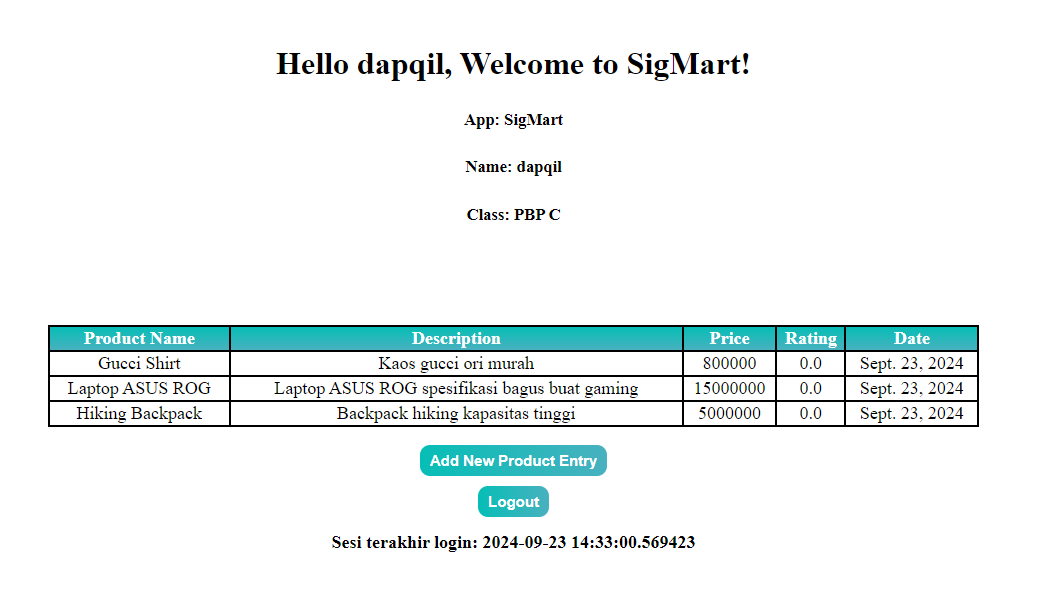 Hello dapqil, Welcome to SigMart!
App: SigMart
Name: dapqil
Class: PBP C
Product Name Description Price Rating Date
Gucci Shirt Kaos gucci ori murah 800000 0.0 Sept. 23, 2024
Laptop ASUS ROG Laptop ASUS ROG spesifikasi bagus buat gaming 15000000 0.0 Sept. 23, 2024
Hiking Backpack Backpack hiking kapasitas tinggi 5000000 0.0 Sept. 23, 2024
Add New Product Entry
Logout
Sesi terakhir login: 2024-09-23 14:33:00.569423